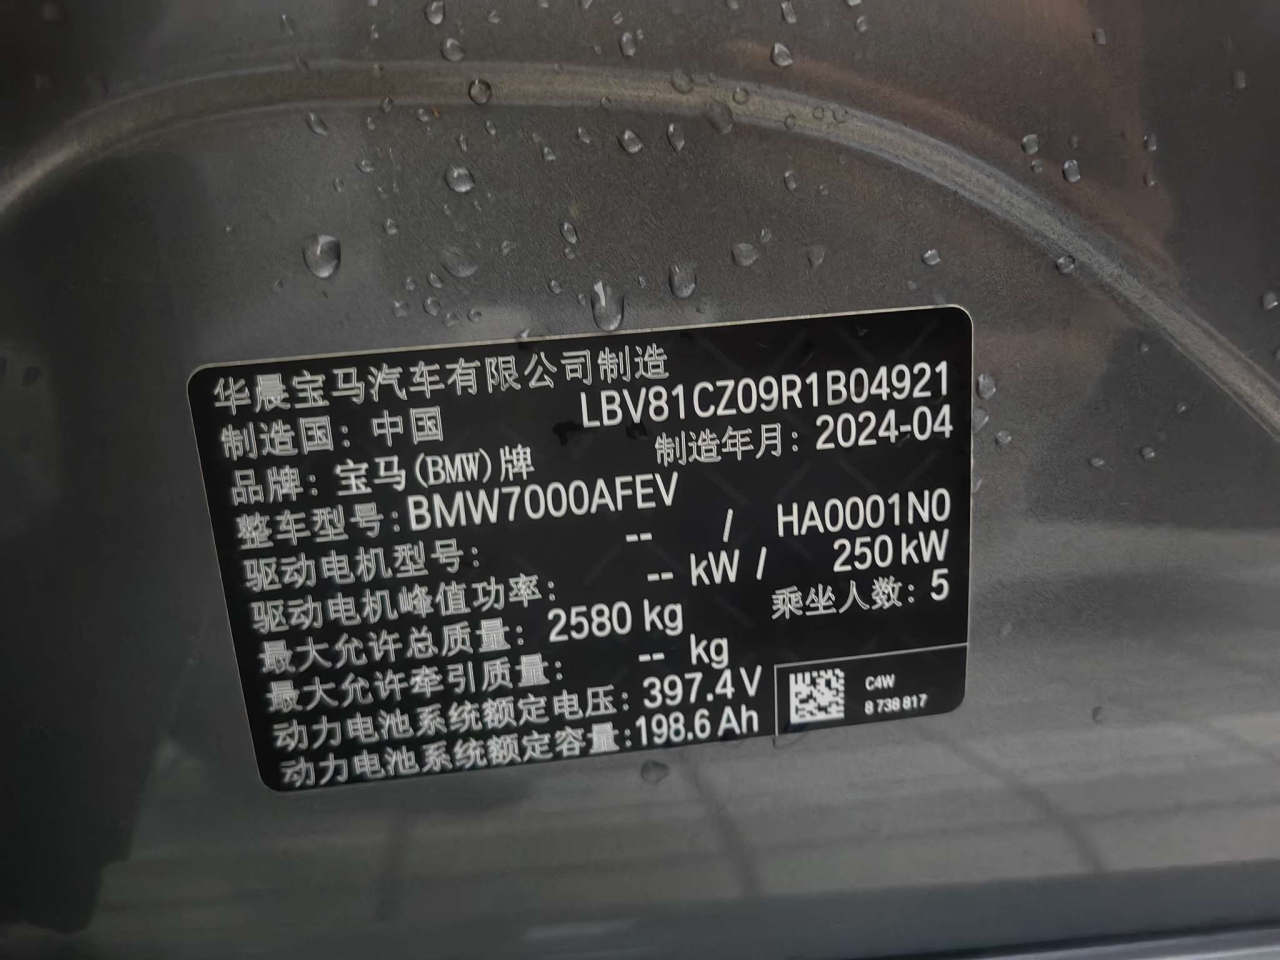 华晨宝马汽车有限公司制造
制造国：中国 LBV81CZ09R1B04921
品牌：宝马(BMW)牌 制造年月：2024-04
整车型号：BMW7000AFEV
驱动电机型号： -- / HA0001N0
驱动电机峰值功率： -- kW / 250 kW
最大允许总质量： 2580 kg 乘坐人数：5
最大允许牵引质量： -- kg
动力电池系统额定电压：397.4 V
动力电池系统额定容量：198.6 Ah
C4W
8 738 817